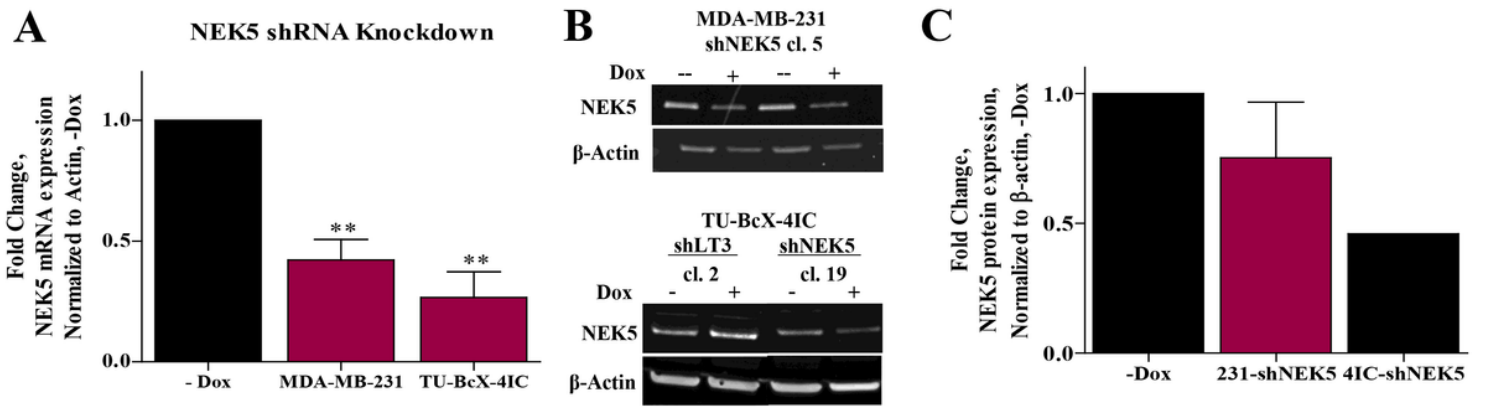 A
NEK5 shRNA Knockdown
Fold Change,
NEK5 mRNA expression
Normalized to Actin, -Dox
1.0
0.5
0.0
**
**
- Dox
MDA-MB-231
TU-BcX-4IC
B
MDA-MB-231
shNEK5 cl. 5
Dox -- + -- +
NEK5
β-Actin
TU-BcX-4IC
shLT3 shNEK5
cl. 2 cl. 19
Dox - + - +
NEK5
β-Actin
C
Fold Change,
NEK5 protein expression,
Normalized to β-actin, -Dox
1.0
0.5
0.0
-Dox
231-shNEK5
4IC-shNEK5